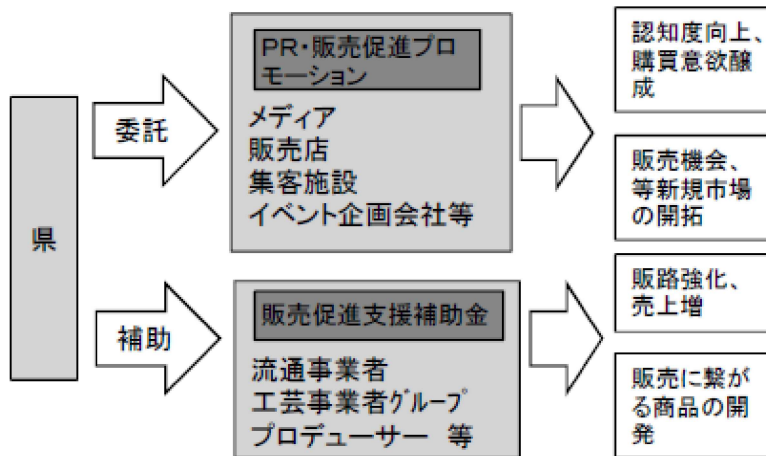 県
委託
PR・販売促進プロ
モーション
メディア
販売店
集客施設
イベント企画会社等
認知度向上、
購買意欲醸
成
販売機会、
等新規市場
の開拓
補助
販売促進支援補助金
流通事業者
工芸事業者グループ
プロデューサー 等
販路強化、
売上増
販売に繋が
る商品の開
発